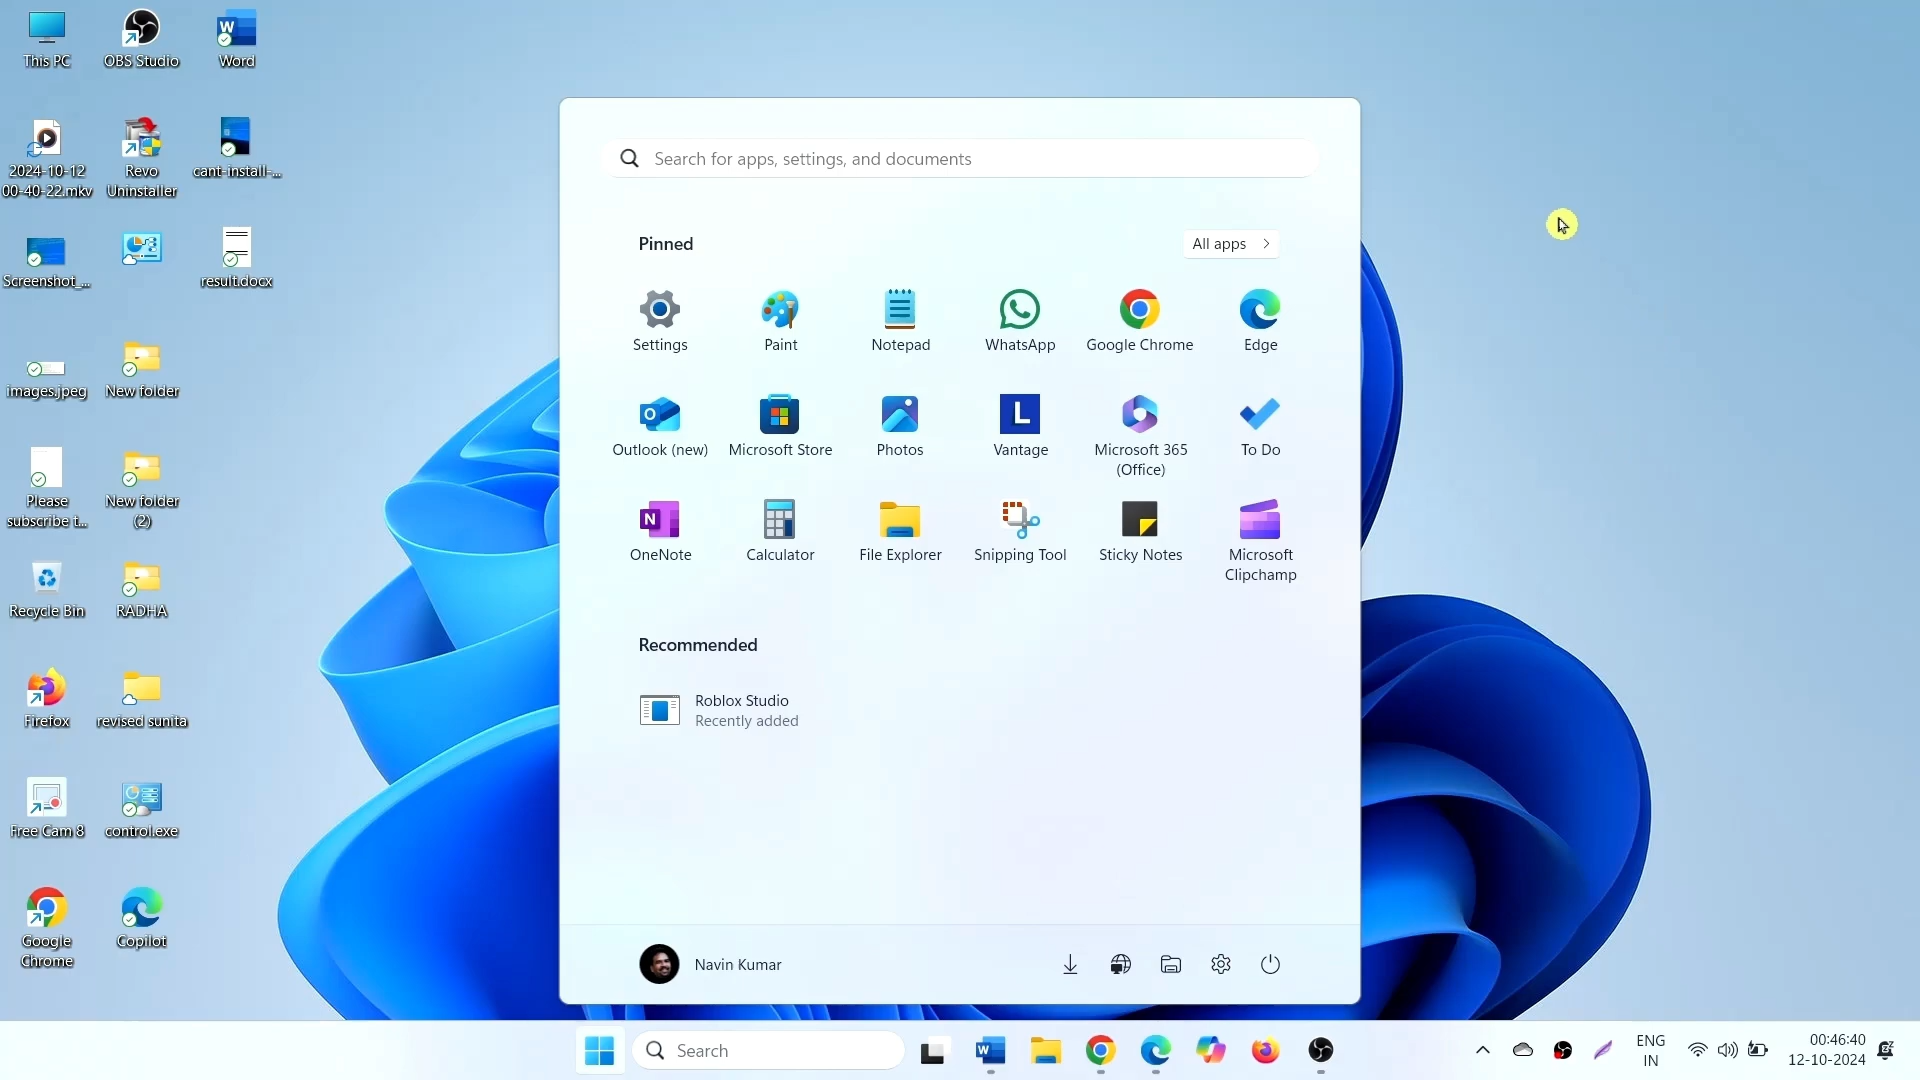 This PC
OBS Studio
Word
2024-10-12
00-40-22.mkv
Revo
Uninstaller
cant-install-...
Screenshot_...
result.docx
images.jpeg
New folder
Please
subscribe t...
New folder
(2)
Recycle Bin
RADHA
Firefox
revised sunita
Free Cam 8
control.exe
Google
Chrome
Copilot
Search for apps, settings, and documents
Pinned
All apps
Settings
Paint
Notepad
WhatsApp
Google Chrome
Edge
Outlook (new)
Microsoft Store
Photos
Vantage
Microsoft 365
(Office)
To Do
OneNote
Calculator
File Explorer
Snipping Tool
Sticky Notes
Microsoft
Clipchamp
Recommended
Roblox Studio
Recently added
Navin Kumar
Search
ENG
IN
00:46:40
12-10-2024